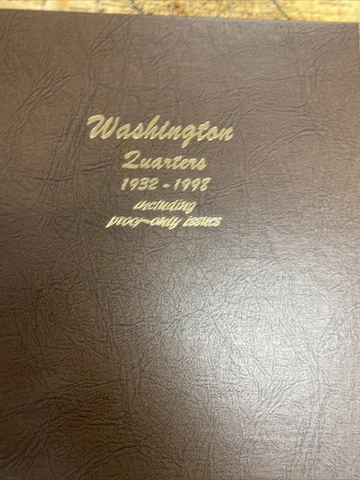 Washington
Quarters
1932-1998
including
proof-only issues